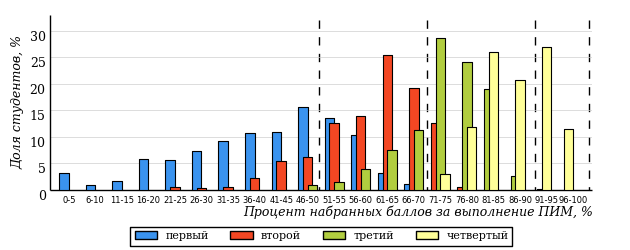 Доля студентов, %
30
25
20
15
10
5
0
0-5 6-10 11-15 16-20 21-25 26-30 31-35 36-40 41-45 46-50 51-55 56-60 61-65 66-70 71-75 76-80 81-85 86-90 91-95 96-100
Процент набранных баллов за выполнение ПИМ, %
первый второй третий четвертый